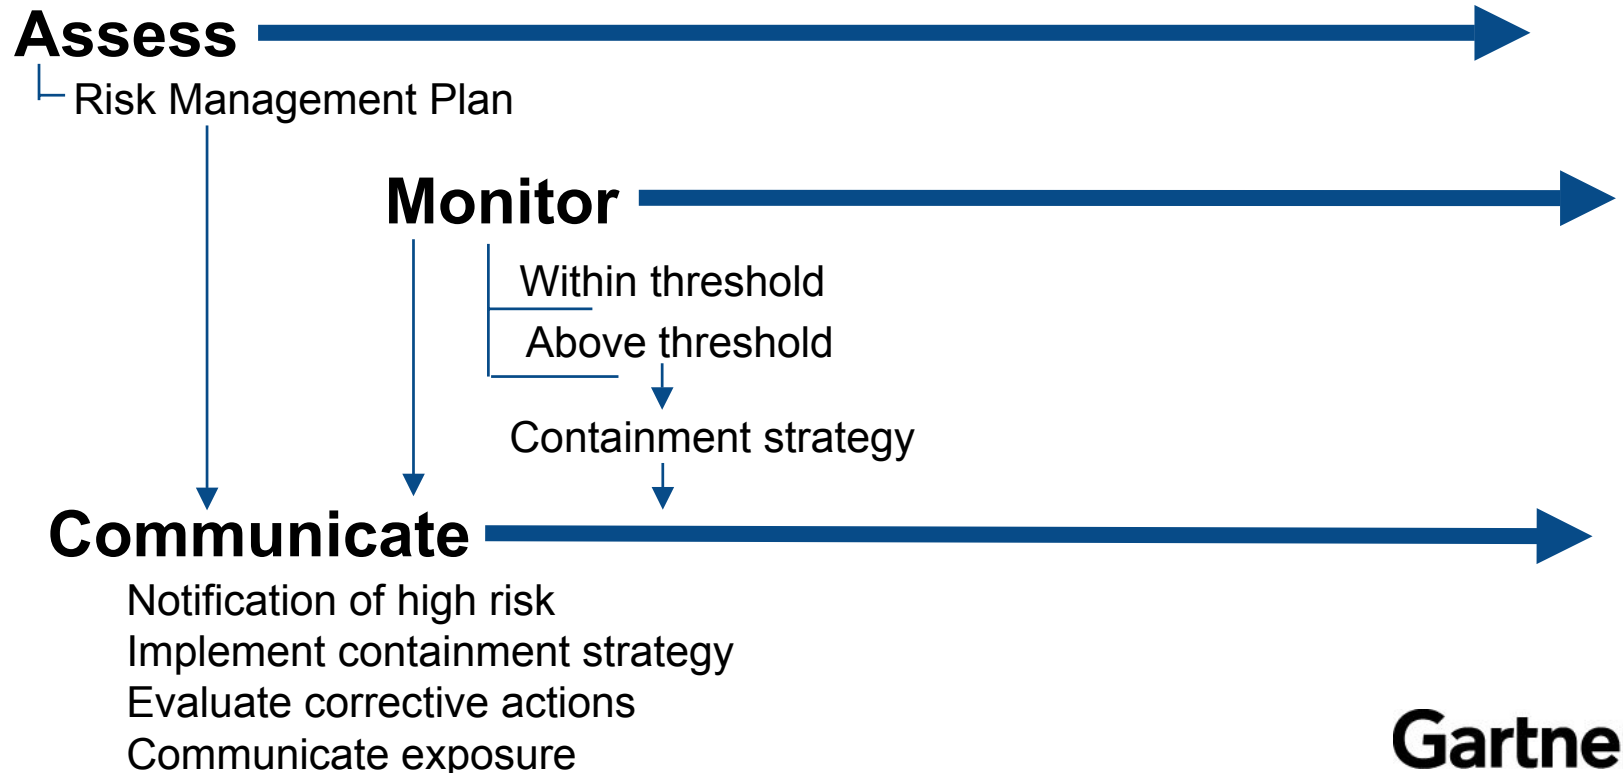 Assess
Risk Management Plan
Monitor
Within threshold
Above threshold
Containment strategy
Communicate
Notification of high risk
Implement containment strategy
Evaluate corrective actions
Communicate exposure
Gartne